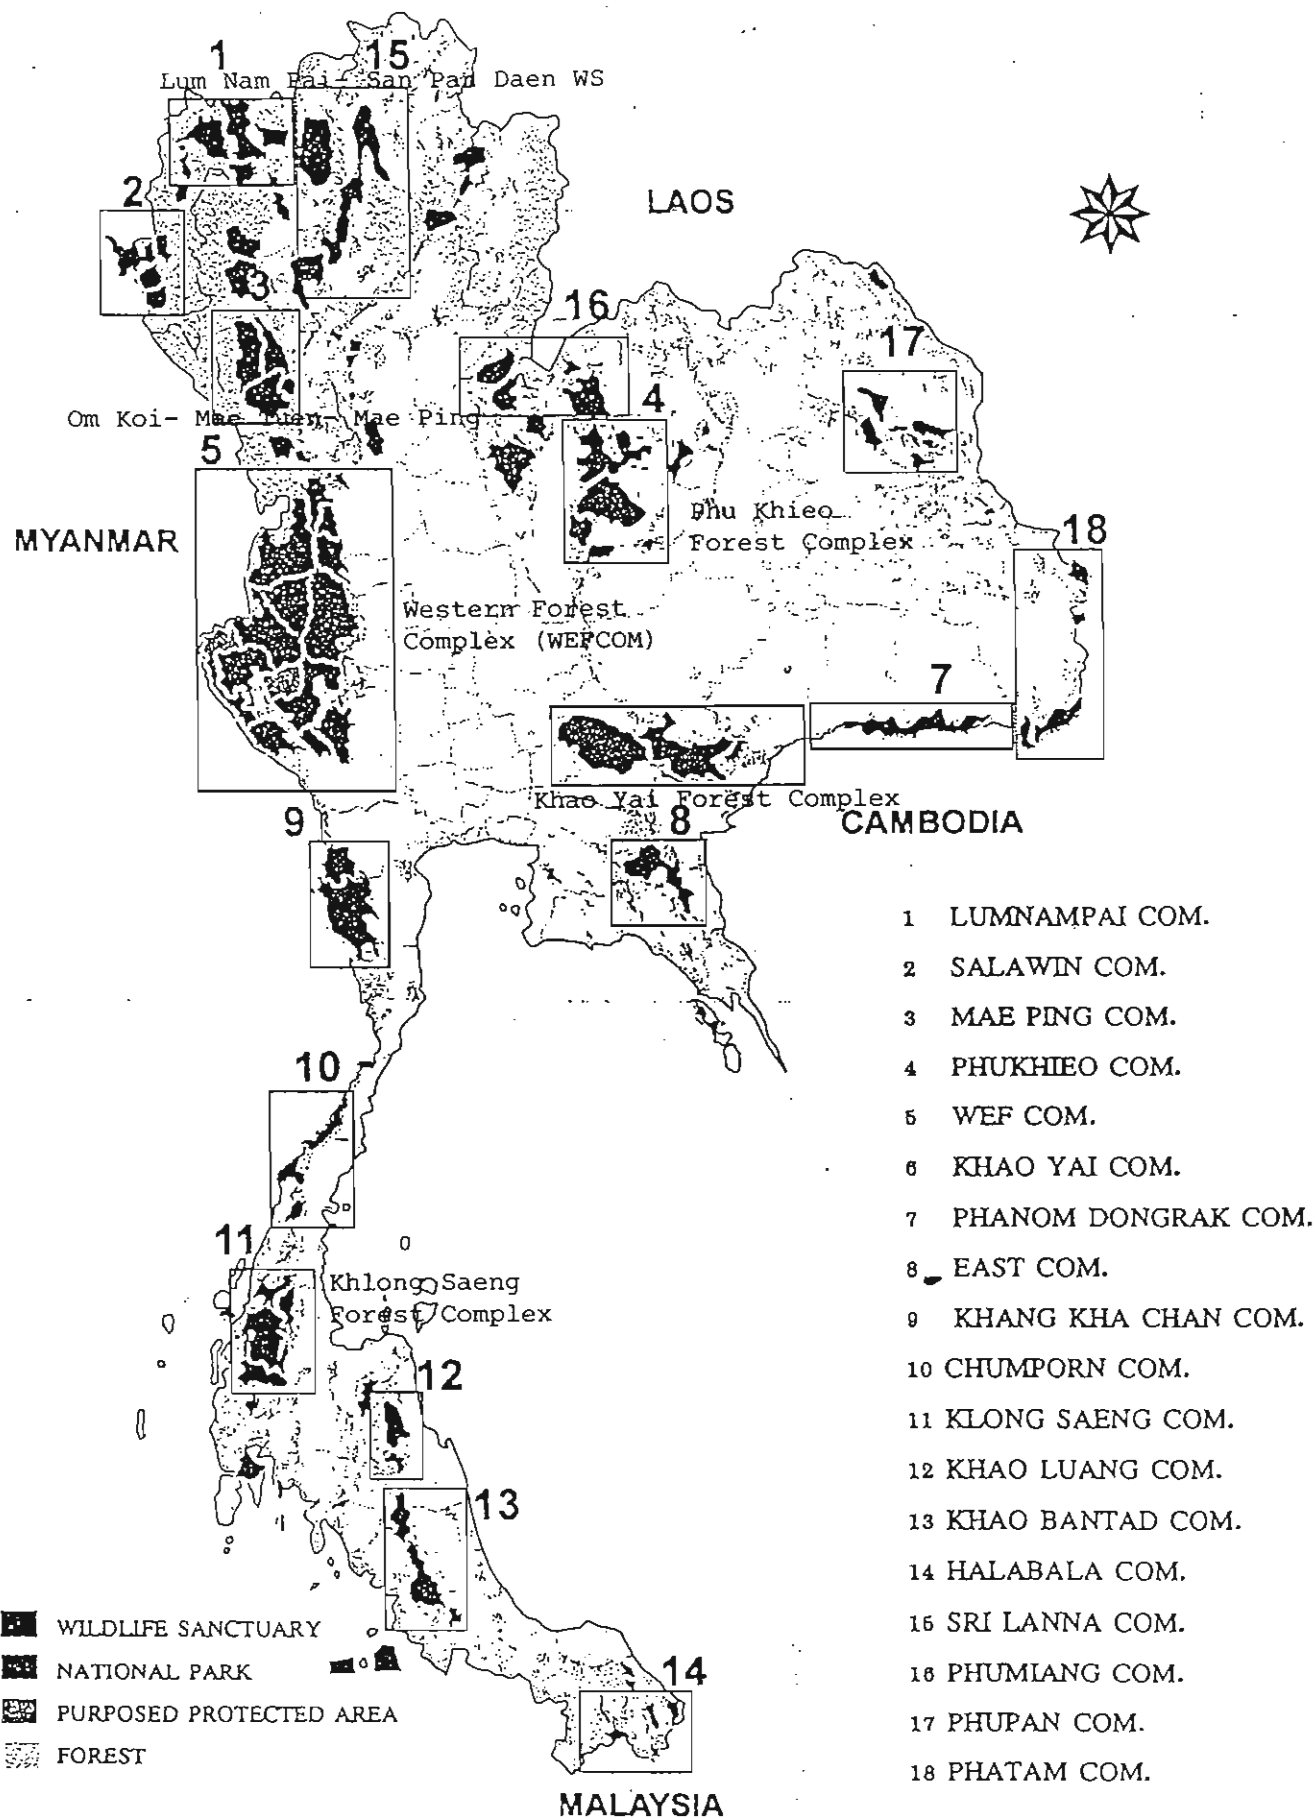 1
15
Lum Nam Pai- San Pan Daen WS
2
LAOS
3
16
17
4
Om Koi- Mae Tuen- Mae Ping
5
MYANMAR
Phu Khieo
Forest Complex
18
Western Forest
Complex (WEFCOM)
7
Khao Yai Forest Complex
9
8
CAMBODIA
10
11
Khlong Saeng
Forest Complex
12
13
14
MALAYSIA
1 LUMNAMPAI COM.
2 SALAWIN COM.
3 MAE PING COM.
4 PHUKHIEO COM.
5 WEF COM.
6 KHAO YAI COM.
7 PHANOM DONGRAK COM.
8 EAST COM.
9 KHANG KHA CHAN COM.
10 CHUMPORN COM.
11 KLONG SAENG COM.
12 KHAO LUANG COM.
13 KHAO BANTAD COM.
14 HALABALA COM.
15 SRI LANNA COM.
16 PHUMIANG COM.
17 PHUPAN COM.
18 PHATAM COM.
WILDLIFE SANCTUARY
NATIONAL PARK
PURPOSED PROTECTED AREA
FOREST